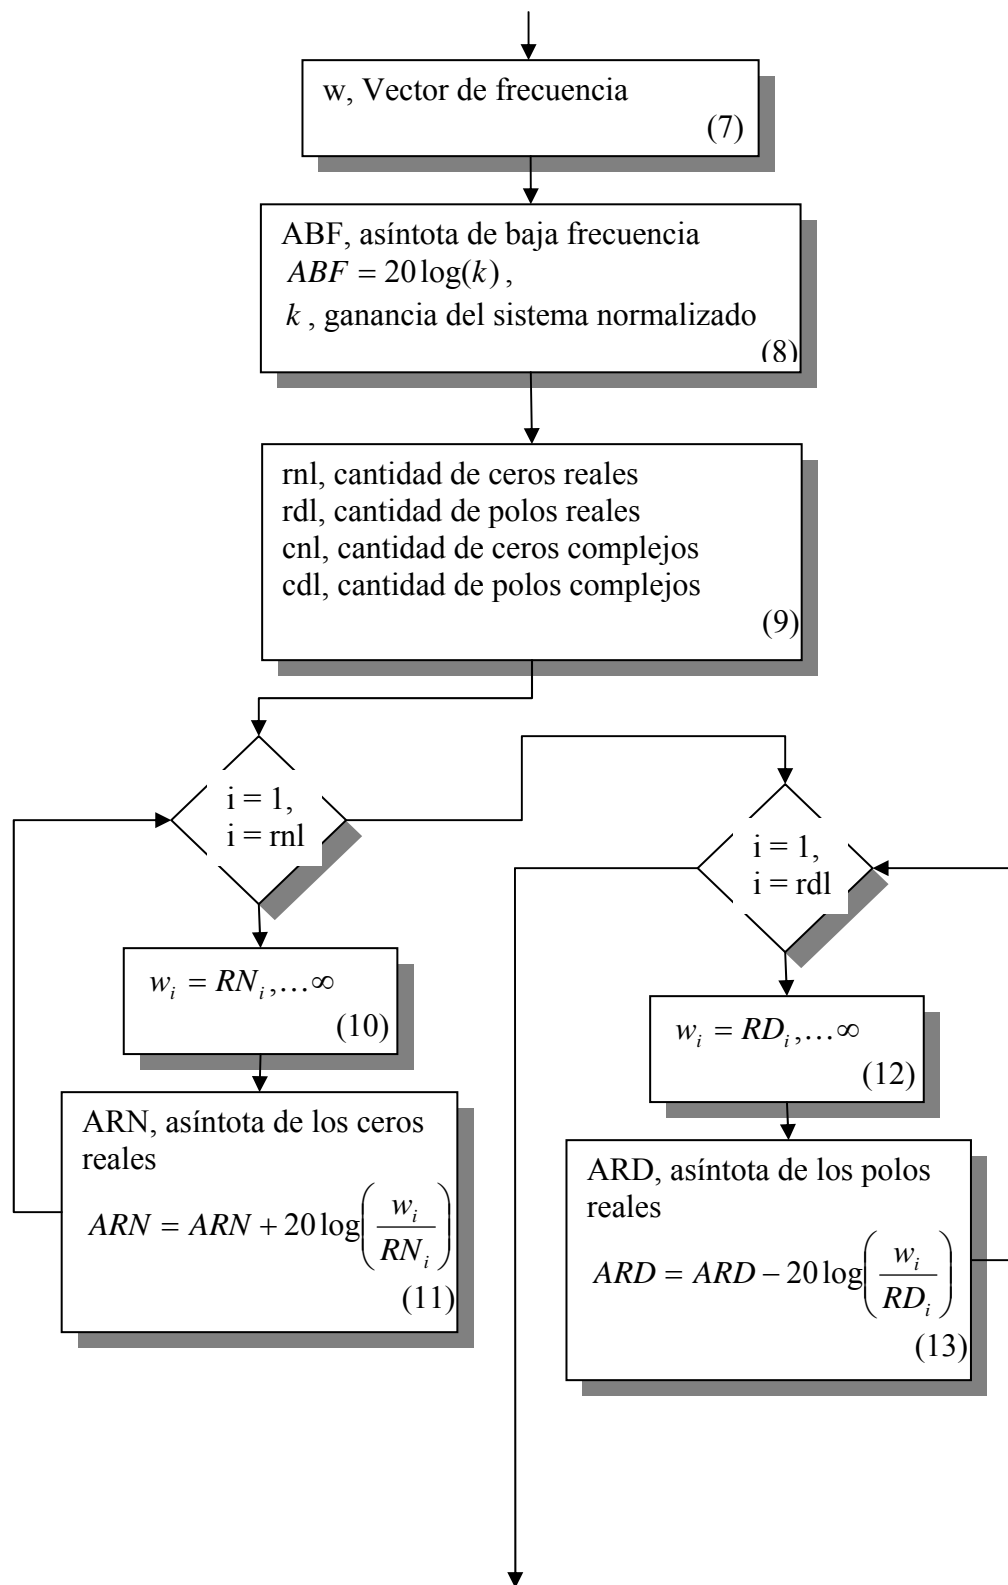 w, Vector de frecuencia
(7)
ABF, asíntota de baja frecuencia
ABF = 20 log(k) ,
k , ganancia del sistema normalizado
(8)
rnl, cantidad de ceros reales
rdl, cantidad de polos reales
cnl, cantidad de ceros complejos
cdl, cantidad de polos complejos
(9)
i = 1,
i = rnl
w_i = RN_i ,…∞
(10)
ARN, asíntota de los ceros
reales
ARN = ARN + 20 log(w_i / RN_i)
(11)
i = 1,
i = rdl
w_i = RD_i ,…∞
(12)
ARD, asíntota de los polos
reales
ARD = ARD − 20 log(w_i / RD_i)
(13)